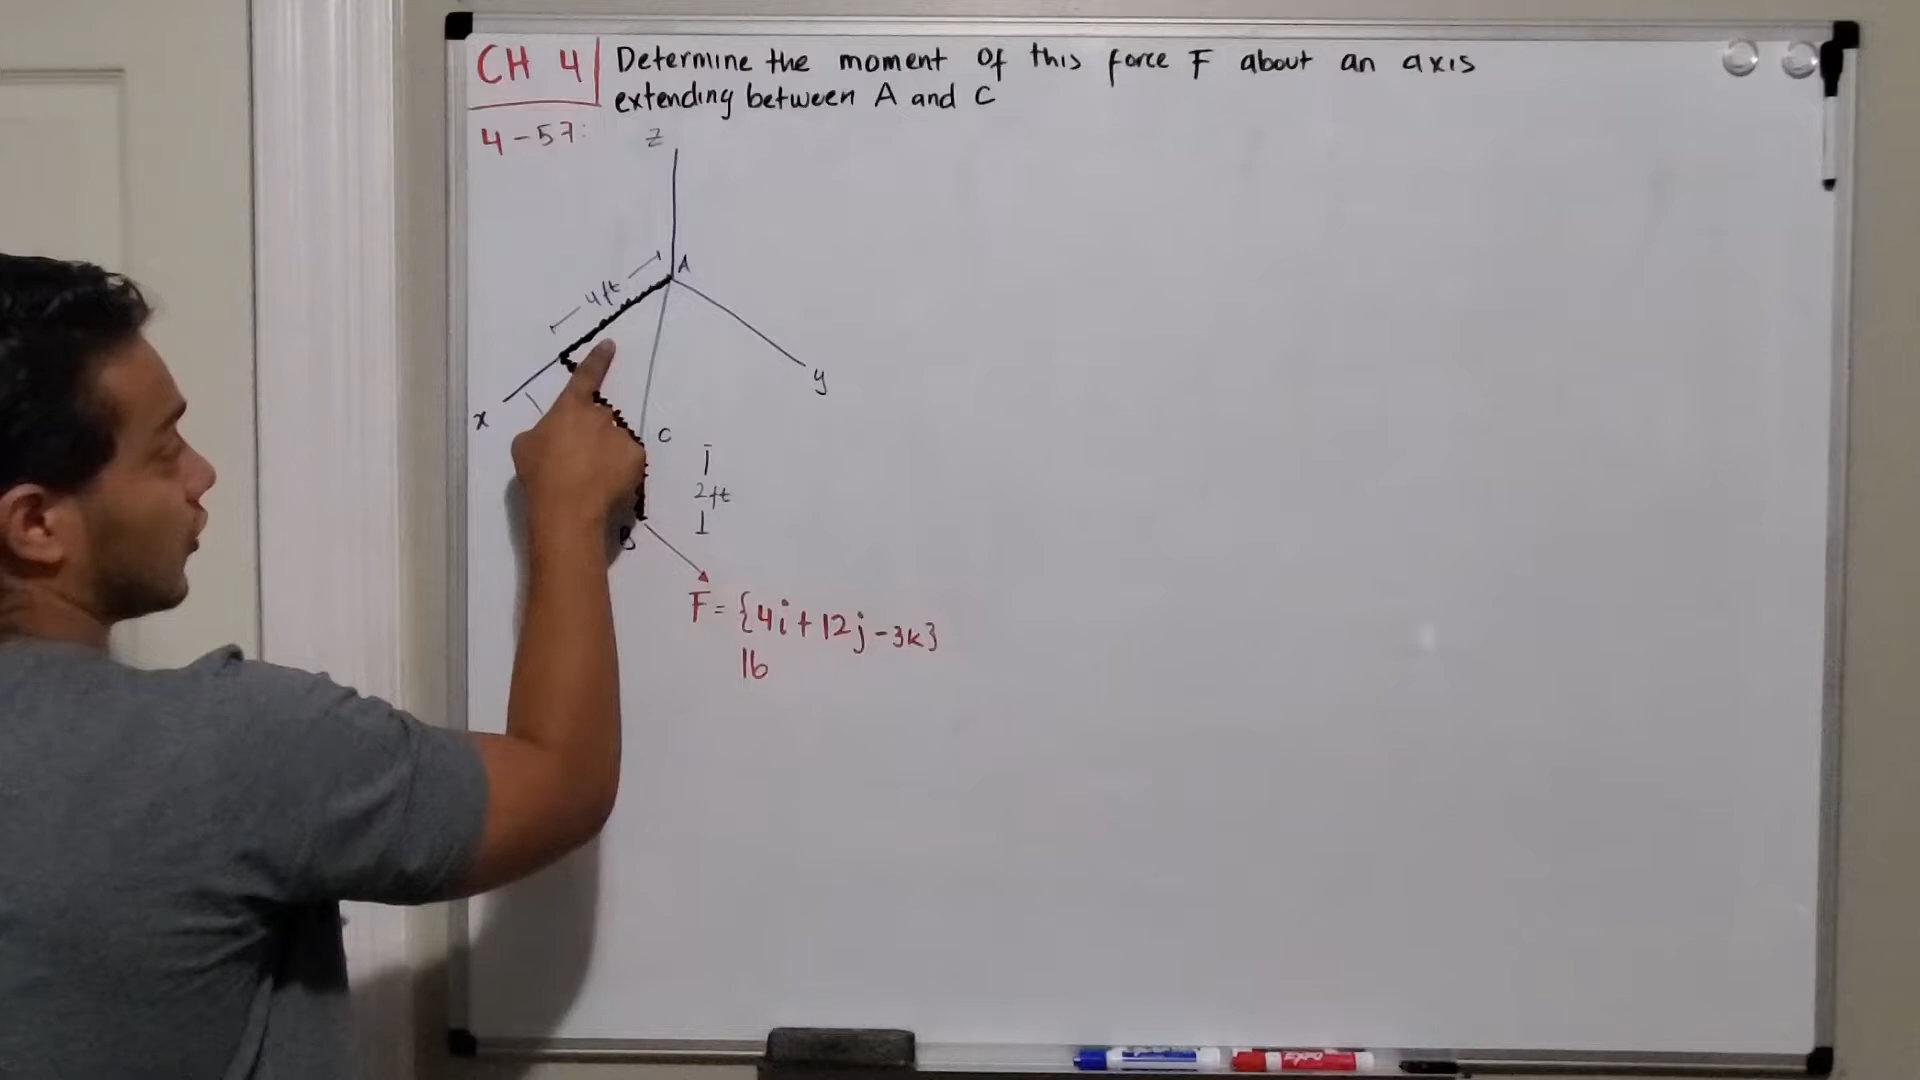 CH 4
Determine the moment of this force F about an axis
extending between A and C
4-57:
z
A
4ft
x
y
C
2ft
B
F = {4i + 12j - 3k}
lb
EXPO